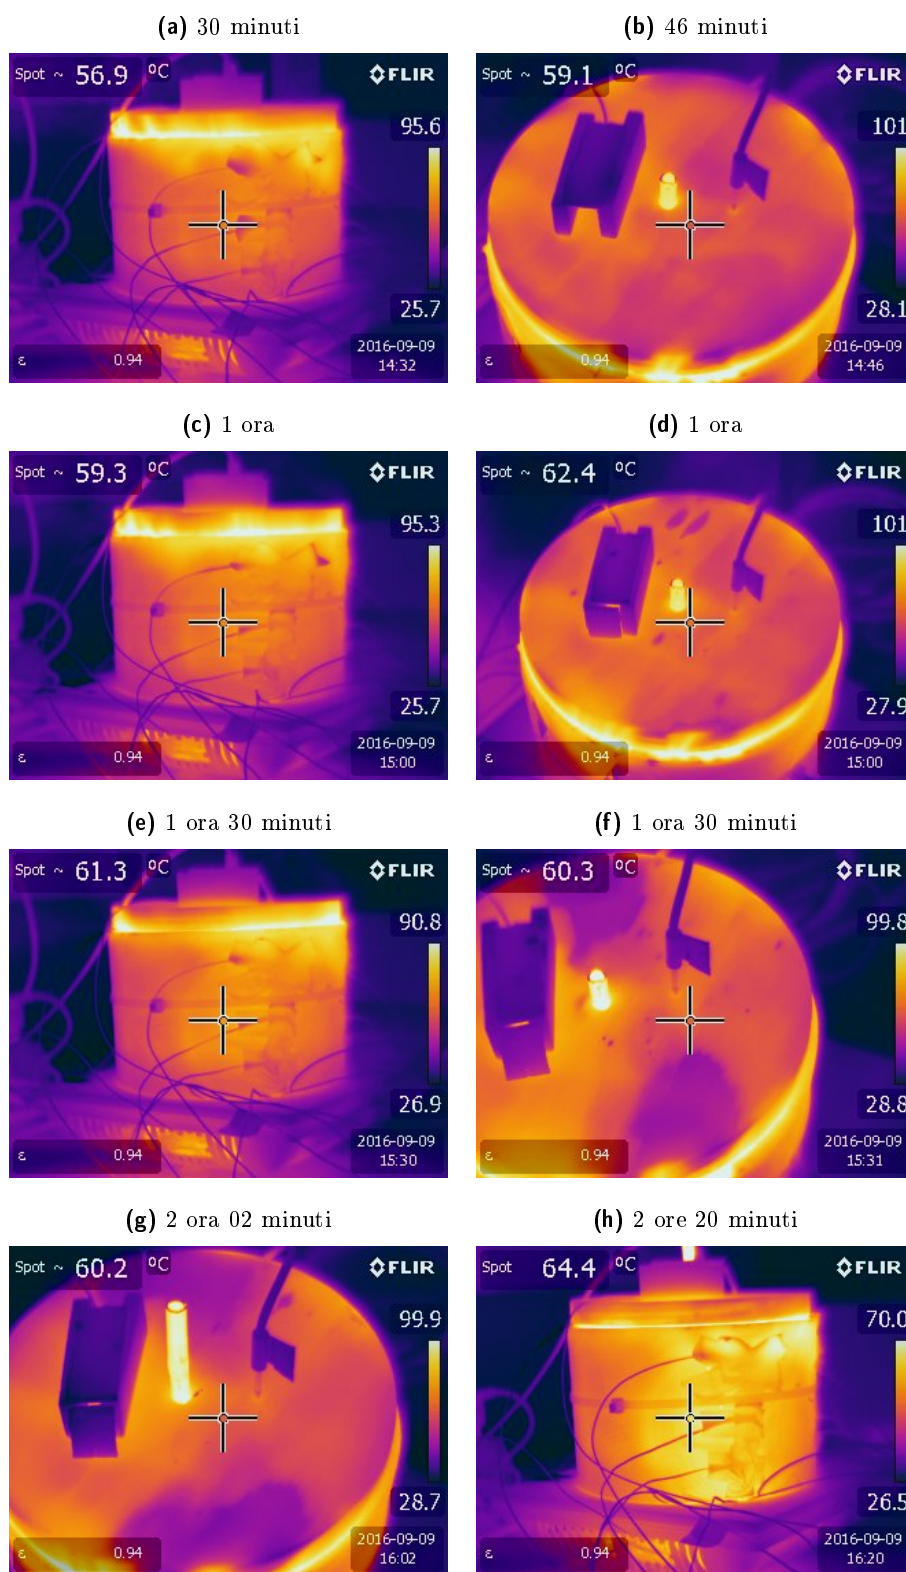 (a) 30 minuti
(b) 46 minuti
Spot ~ 56.9 °C
FLIR
95.6
25.7
ε 0.94
2016-09-09
14:32
Spot ~ 59.1 °C
FLIR
101
28.1
ε 0.94
2016-09-09
14:46
(c) 1 ora
(d) 1 ora
Spot ~ 59.3 °C
FLIR
95.3
25.7
ε 0.94
2016-09-09
15:00
Spot ~ 62.4 °C
FLIR
101
27.9
ε 0.94
2016-09-09
15:00
(e) 1 ora 30 minuti
(f) 1 ora 30 minuti
Spot ~ 61.3 °C
FLIR
90.8
26.9
ε 0.94
2016-09-09
15:30
Spot ~ 60.3 °C
FLIR
99.8
28.8
ε 0.94
2016-09-09
15:31
(g) 2 ora 02 minuti
(h) 2 ore 20 minuti
Spot ~ 60.2 °C
FLIR
99.9
28.7
ε 0.94
2016-09-09
16:02
Spot 64.4 °C
FLIR
70.0
26.5
ε 0.94
2016-09-09
16:20